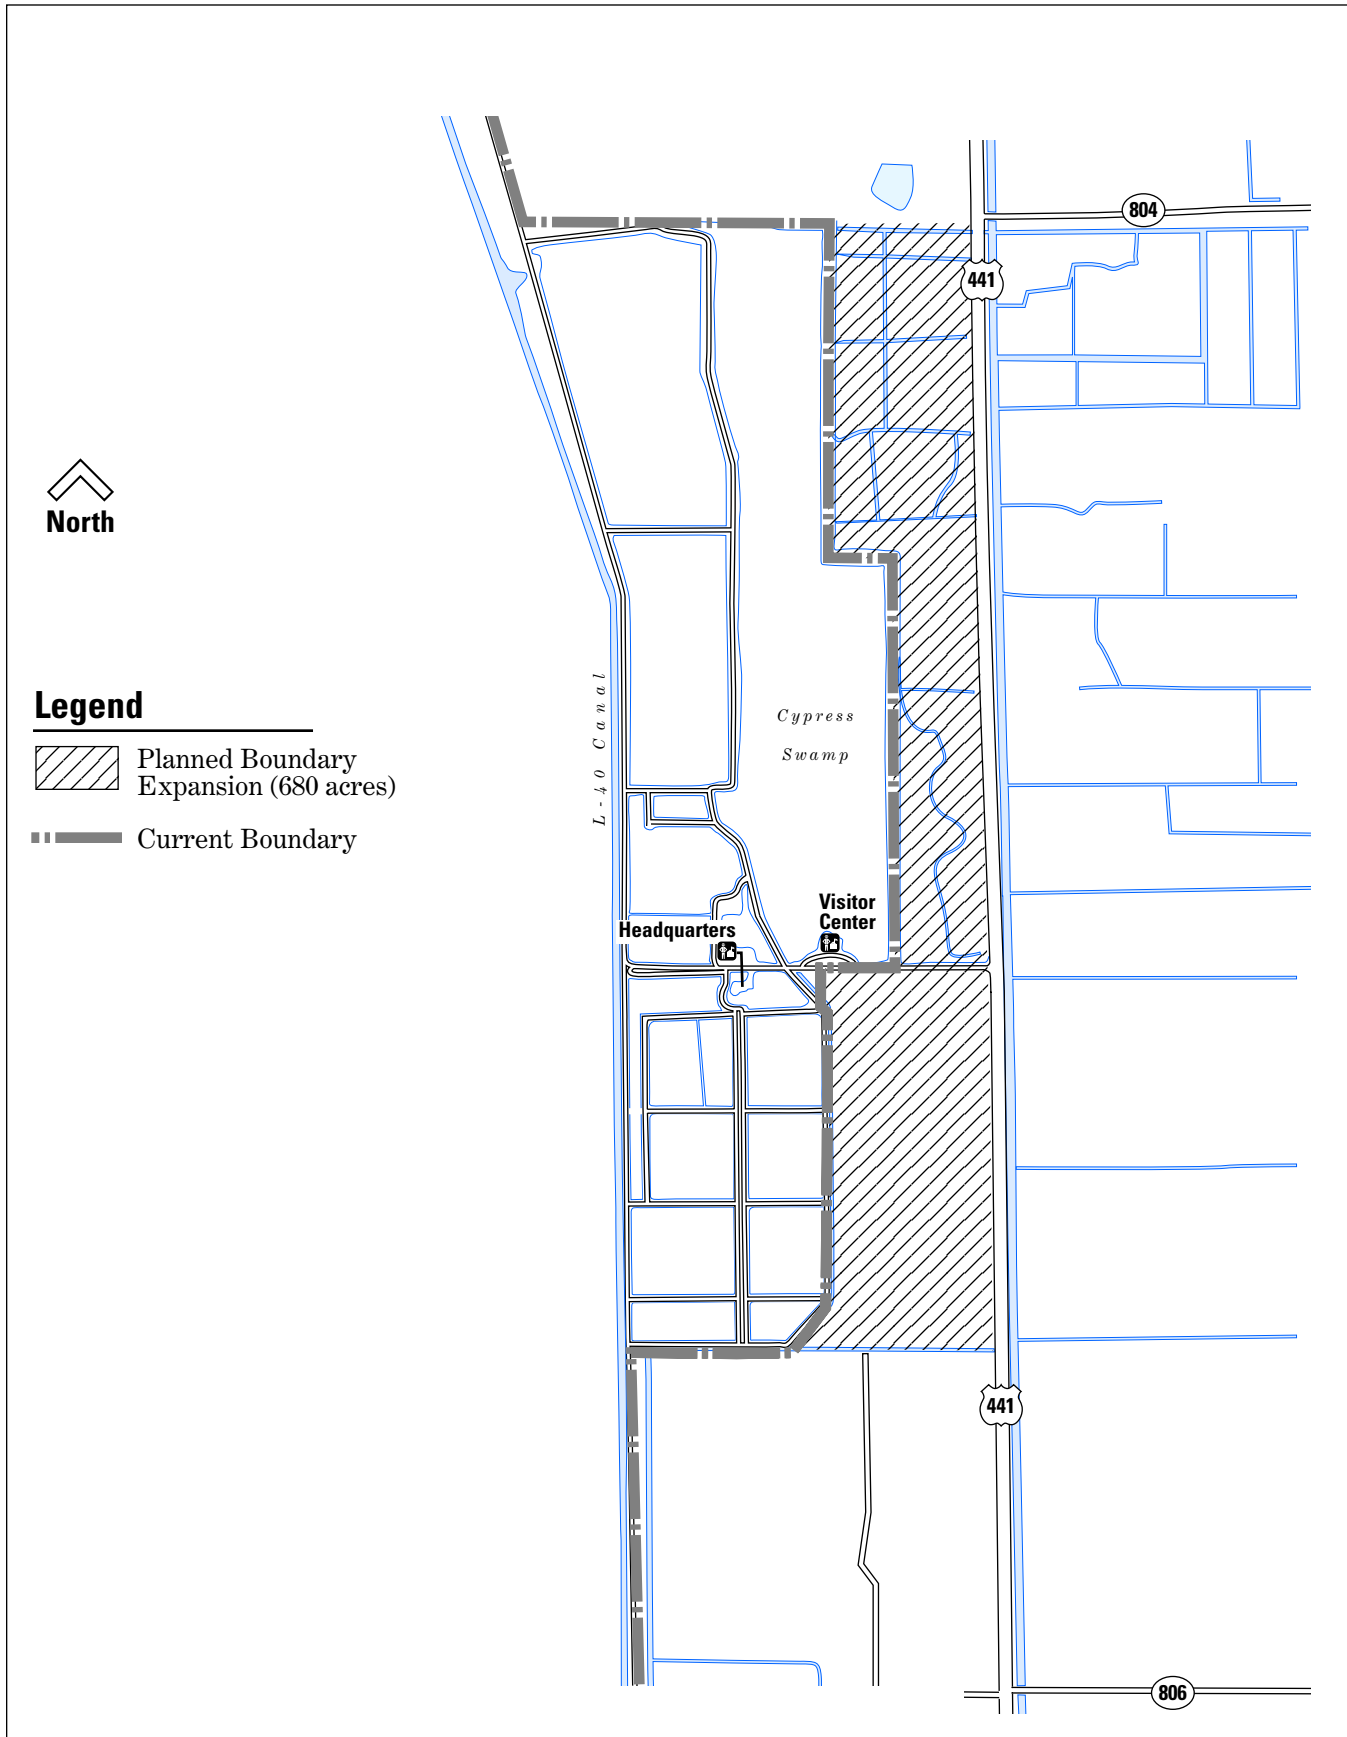 804
441
North
Legend
Planned Boundary
Expansion (680 acres)
Current Boundary
L-40 Canal
Cypress
Swamp
Visitor
Center
Headquarters
441
806